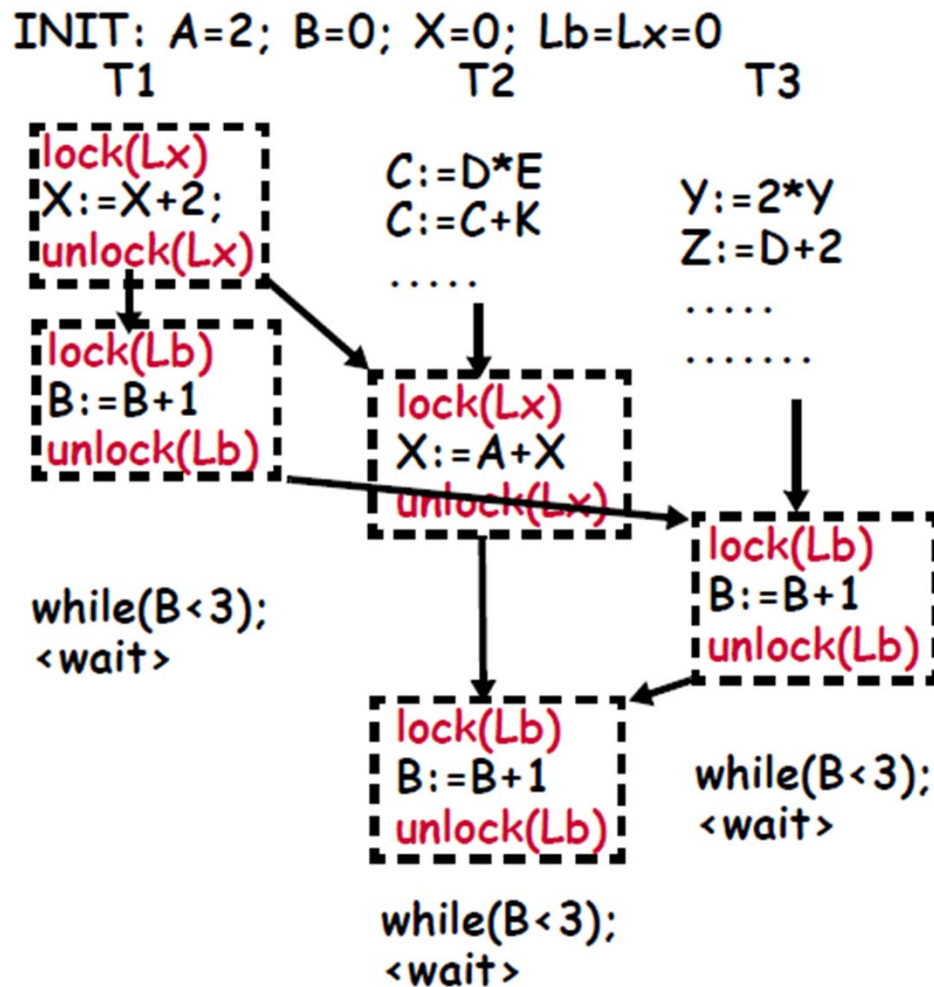 INIT: A=2; B=0; X=0; Lb=Lx=0
T1
T2
T3
lock(Lx)
X:=X+2;
unlock(Lx)
lock(Lb)
B:=B+1
unlock(Lb)
while(B<3);
<wait>
C:=D*E
C:=C+K
.....
lock(Lx)
X:=A+X
unlock(Lx)
lock(Lb)
B:=B+1
unlock(Lb)
while(B<3);
<wait>
Y:=2*Y
Z:=D+2
.....
.......
lock(Lb)
B:=B+1
unlock(Lb)
while(B<3);
<wait>